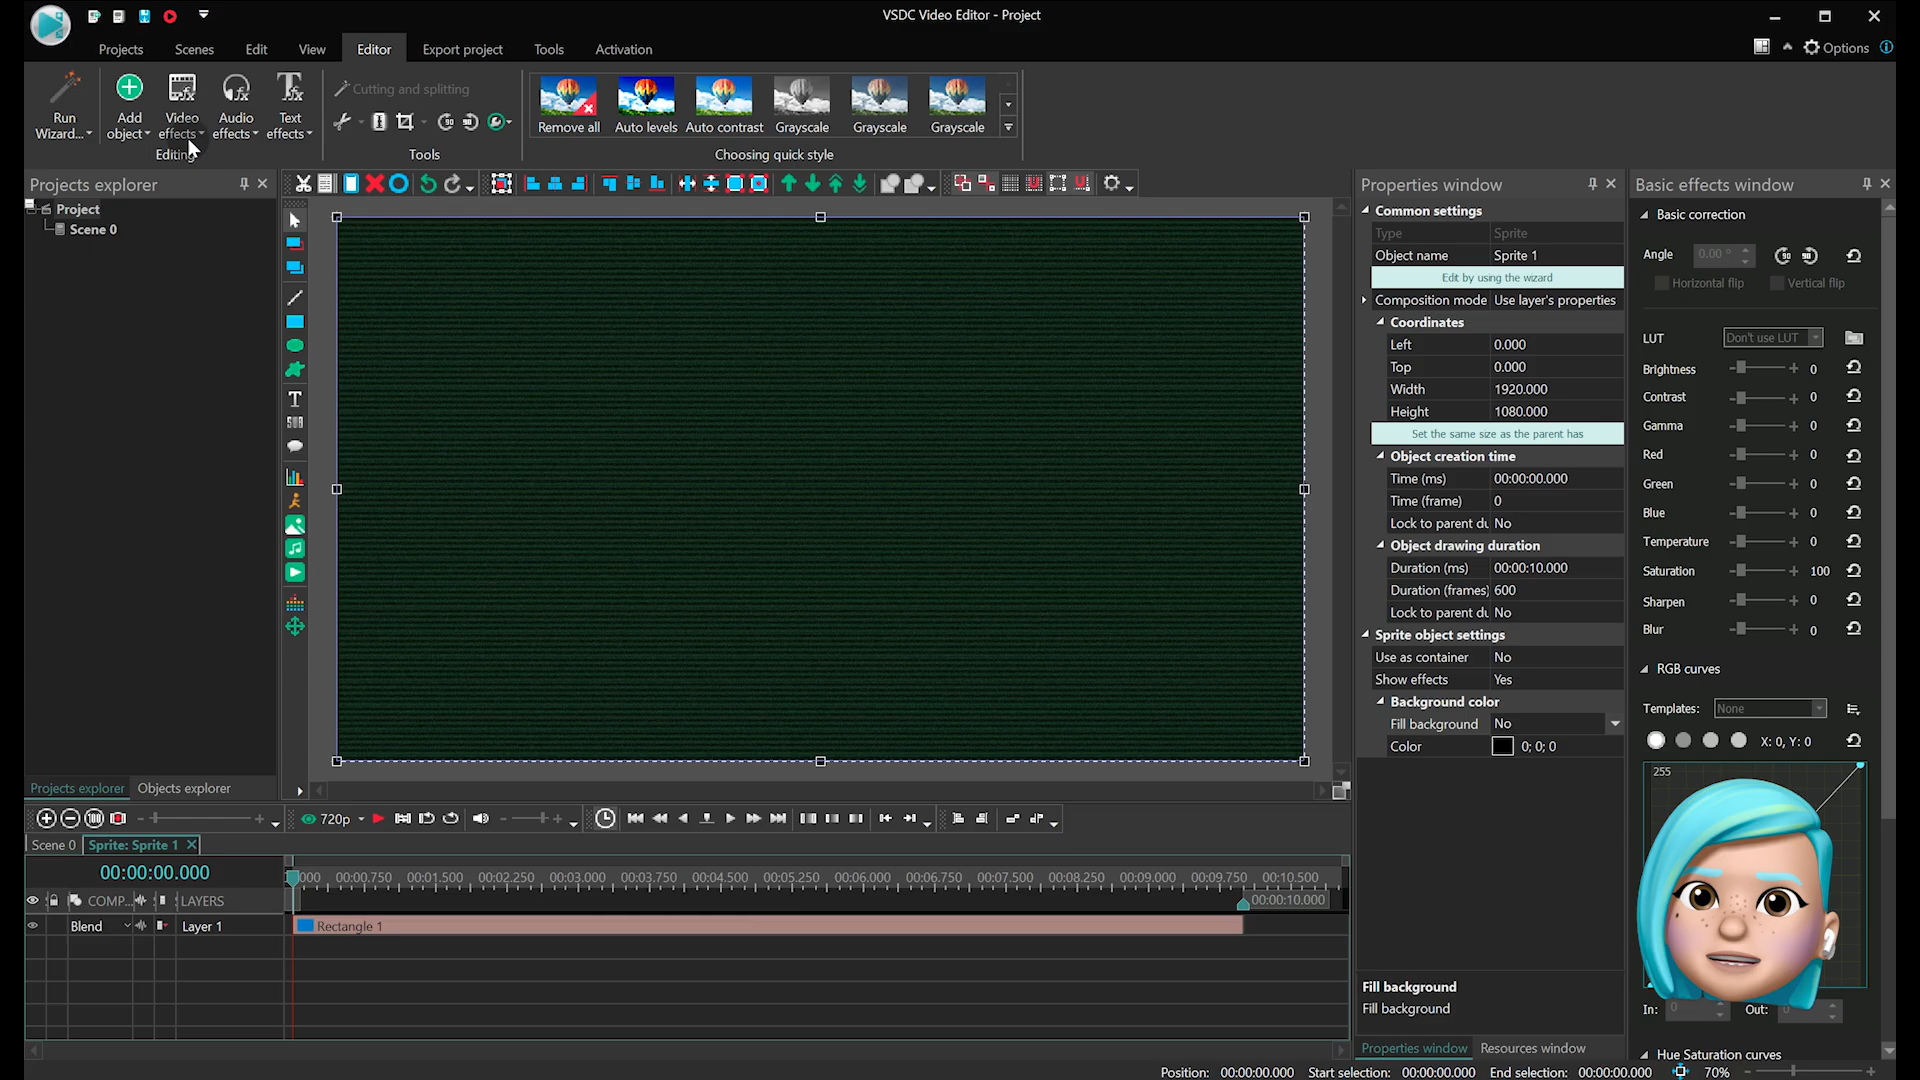 VSDC Video Editor - Project
Projects
Scenes
Edit
View
Editor
Export project
Tools
Activation
Options
Run
Wizard...
Add
object
Video
effects
Audio
effects
Text
effects
Editing
Cutting and splitting
Tools
Remove all
Auto levels
Auto contrast
Grayscale
Grayscale
Grayscale
Choosing quick style
Projects explorer
Project
Scene 0
Projects explorer
Objects explorer
Properties window
Common settings
Type Sprite
Object name Sprite 1
Edit by using the wizard
Composition mode Use layer's properties
Coordinates
Left 0.000
Top 0.000
Width 1920.000
Height 1080.000
Set the same size as the parent has
Object creation time
Time (ms) 00:00:00.000
Time (frame) 0
Lock to parent du No
Object drawing duration
Duration (ms) 00:00:10.000
Duration (frames) 600
Lock to parent du No
Sprite object settings
Use as container No
Show effects Yes
Background color
Fill background No
Color 0; 0; 0
Fill background
Fill background
Properties window
Resources window
Basic effects window
Basic correction
Angle 0.00 °
90
90
Horizontal flip
Vertical flip
LUT Don't use LUT
Brightness 0
Contrast 0
Gamma 0
Red 0
Green 0
Blue 0
Temperature 0
Saturation 100
Sharpen 0
Blur 0
RGB curves
Templates: None
X: 0, Y: 0
255
In: 0 Out: 0
Hue Saturation curves
100
720p
Scene 0
Sprite: Sprite 1
00:00:00.000
000 00:00.750 00:01.500 00:02.250 00:03.000 00:03.750 00:04.500 00:05.250 00:06.000 00:06.750 00:07.500 00:08.250 00:09.000 00:09.750 00:10.500
00:00:10.000
COMP...
LAYERS
Blend
Layer 1
Rectangle 1
Position: 00:00:00.000 Start selection: 00:00:00.000 End selection: 00:00:00.000 70%